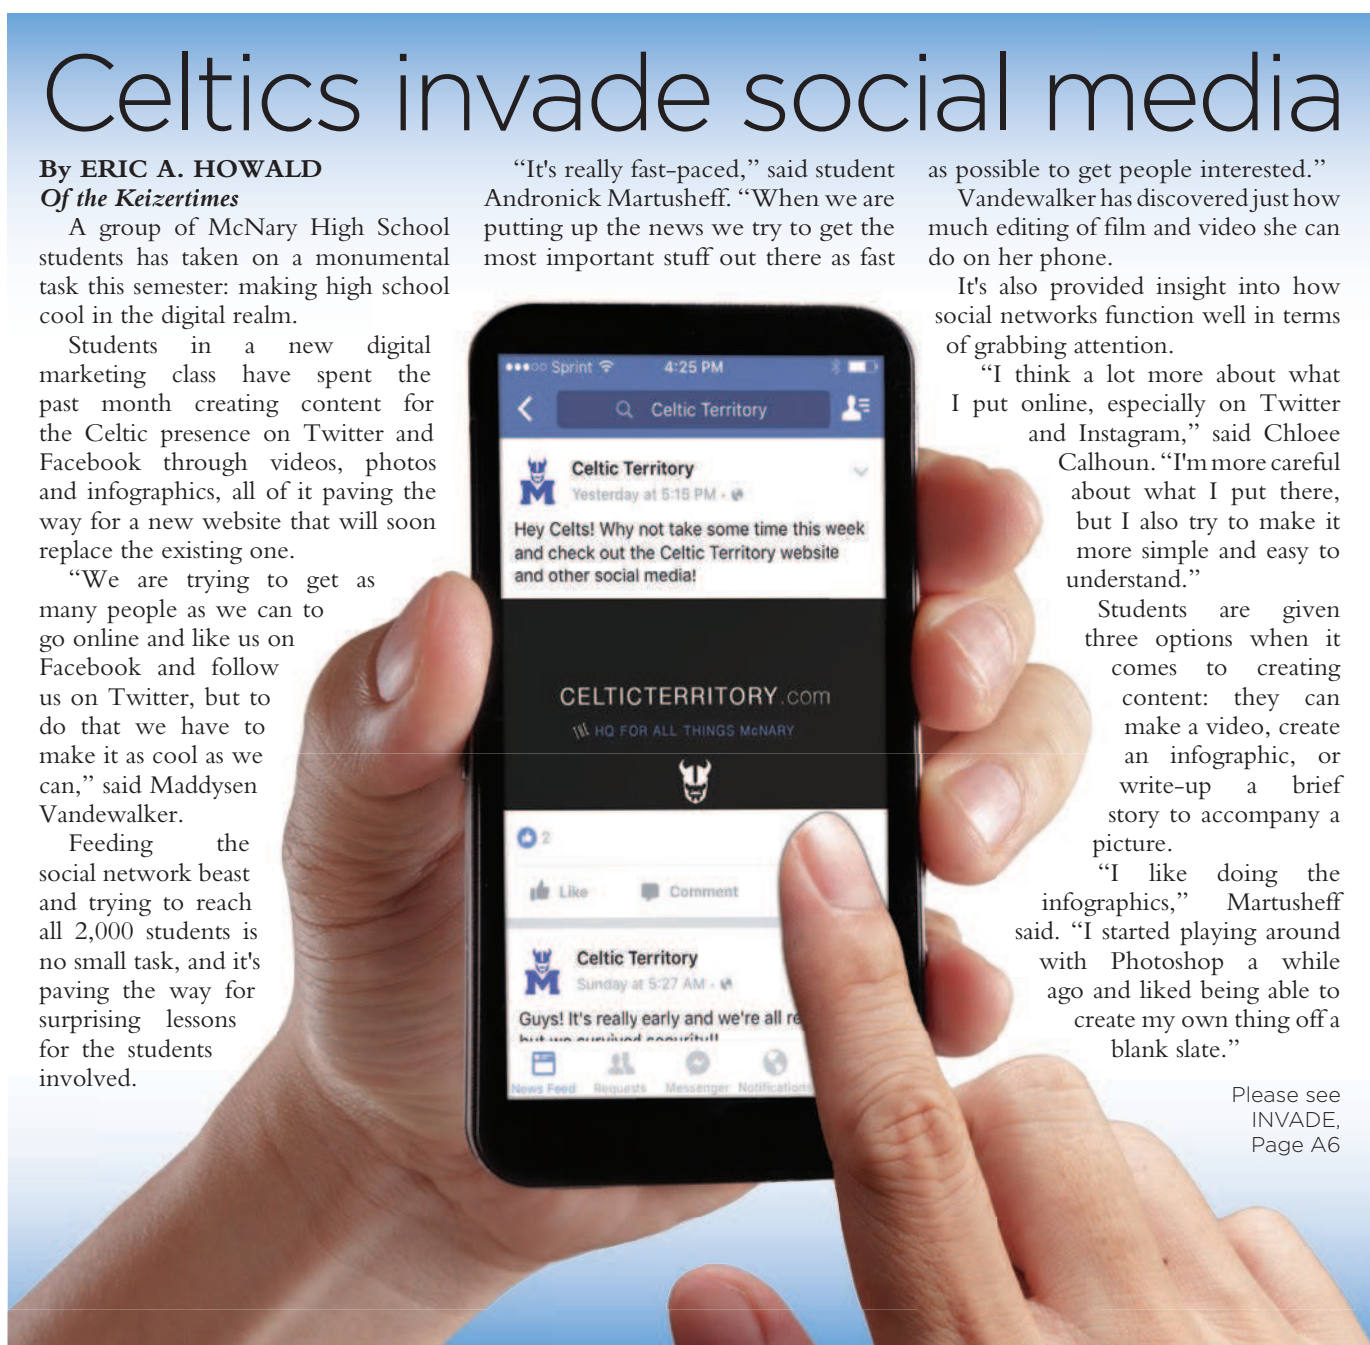 Celtics invade social media
By ERIC A. HOWALD
Of the Keizertimes
A group of McNary High School
students has taken on a monumental
task this semester: making high school
cool in the digital realm.
Students in a new digital
marketing class have spent the
past month creating content for
the Celtic presence on Twitter and
Facebook through videos, photos
and infographics, all of it paving the
way for a new website that will soon
replace the existing one.
“We are trying to get as
many people as we can to
go online and like us on
Facebook and follow
us on Twitter, but to
do that we have to
make it as cool as we
can,” said Maddysen
Vandewalker.
Feeding the
social network beast
and trying to reach
all 2,000 students is
no small task, and it's
paving the way for
surprising lessons
for the students
involved.
“It's really fast-paced,” said student
Andronick Martusheff. “When we are
putting up the news we try to get the
most important stuff out there as fast
as possible to get people interested.”
Vandewalker has discovered just how
much editing of film and video she can
do on her phone.
It's also provided insight into how
social networks function well in terms
of grabbing attention.
“I think a lot more about what
I put online, especially on Twitter
and Instagram,” said Chloee
Calhoun. “I'm more careful
about what I put there,
but I also try to make it
more simple and easy to
understand.”
Students are given
three options when it
comes to creating
content: they can
make a video, create
an infographic, or
write-up a brief
story to accompany a
picture.
“I like doing the
infographics,” Martusheff
said. “I started playing around
with Photoshop a while
ago and liked being able to
create my own thing off a
blank slate.”
Please see
INVADE,
Page A6
Sprint 4:25 PM
Celtic Territory
Celtic Territory
Yesterday at 5:15 PM
Hey Celts! Why not take some time this week
and check out the Celtic Territory website
and other social media!
CELTICTERRITORY.com
HQ FOR ALL THINGS McNARY
2
Like Comment
M Celtic Territory
Sunday at 5:27 AM
Guys! It's really early and we're all re
but we survived security!!
News Feed Requests Messenger Notifications